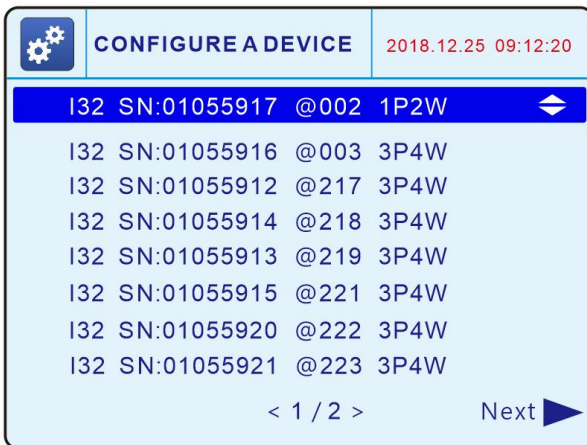 CONFIGURE A DEVICE 2018.12.25 09:12:20
I32 SN:01055917 @002 1P2W
I32 SN:01055916 @003 3P4W
I32 SN:01055912 @217 3P4W
I32 SN:01055914 @218 3P4W
I32 SN:01055913 @219 3P4W
I32 SN:01055915 @221 3P4W
I32 SN:01055920 @222 3P4W
I32 SN:01055921 @223 3P4W
< 1 / 2 > Next